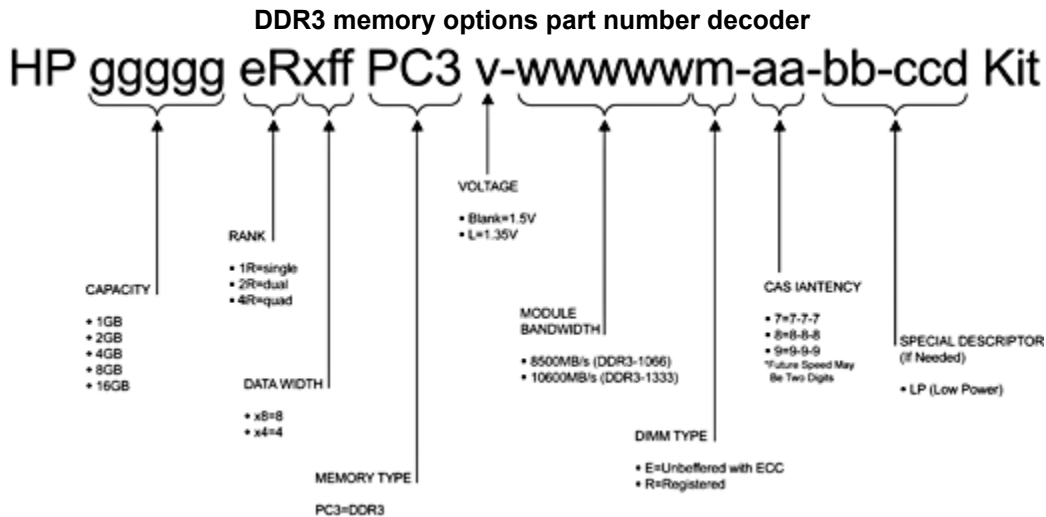 DDR3 memory options part number decoder
HP ggggg eRxff PC3 v-wwwwwm-aa-bb-ccd Kit
VOLTAGE
• Blank=1.5V
• L=1.35V
RANK
• 1R=single
• 2R=dual
• 4R=quad
CAPACITY
• 1GB
• 2GB
• 4GB
• 8GB
• 16GB
CAS IANTENCY
• 7=7-7-7
• 8=8-8-8
• 9=9-9-9
*Future Speed May
Be Two Digits
MODULE
BANDWIDTH
• 8500MB/s (DDR3-1066)
• 10600MB/s (DDR3-1333)
SPECIAL DESCRIPTOR
(If Needed)
• LP (Low Power)
DATA WIDTH
• x8=8
• x4=4
DIMM TYPE
• E=Unbeffered with ECC
• R=Registered
MEMORY TYPE
PC3=DDR3